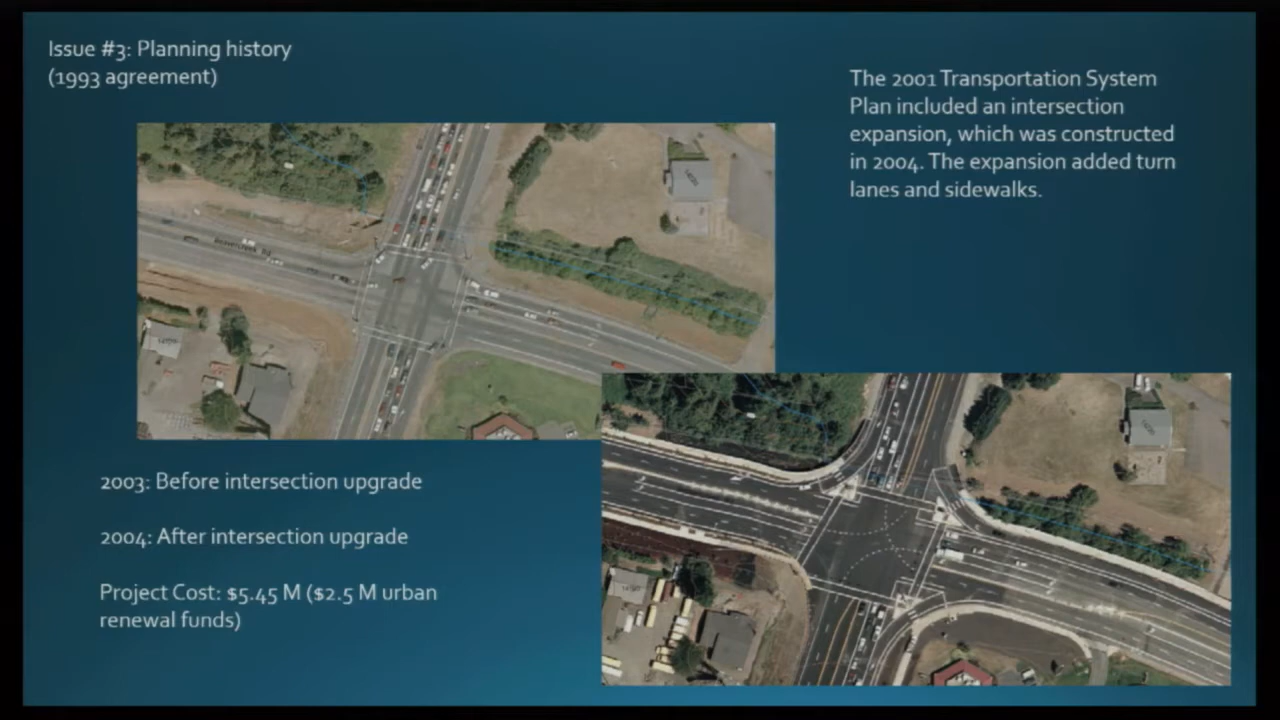 Issue #3: Planning history
(1993 agreement)
The 2001 Transportation System
Plan included an intersection
expansion, which was constructed
in 2004. The expansion added turn
lanes and sidewalks.
2003: Before intersection upgrade
2004: After intersection upgrade
Project Cost: $5.45 M ($2.5 M urban
renewal funds)